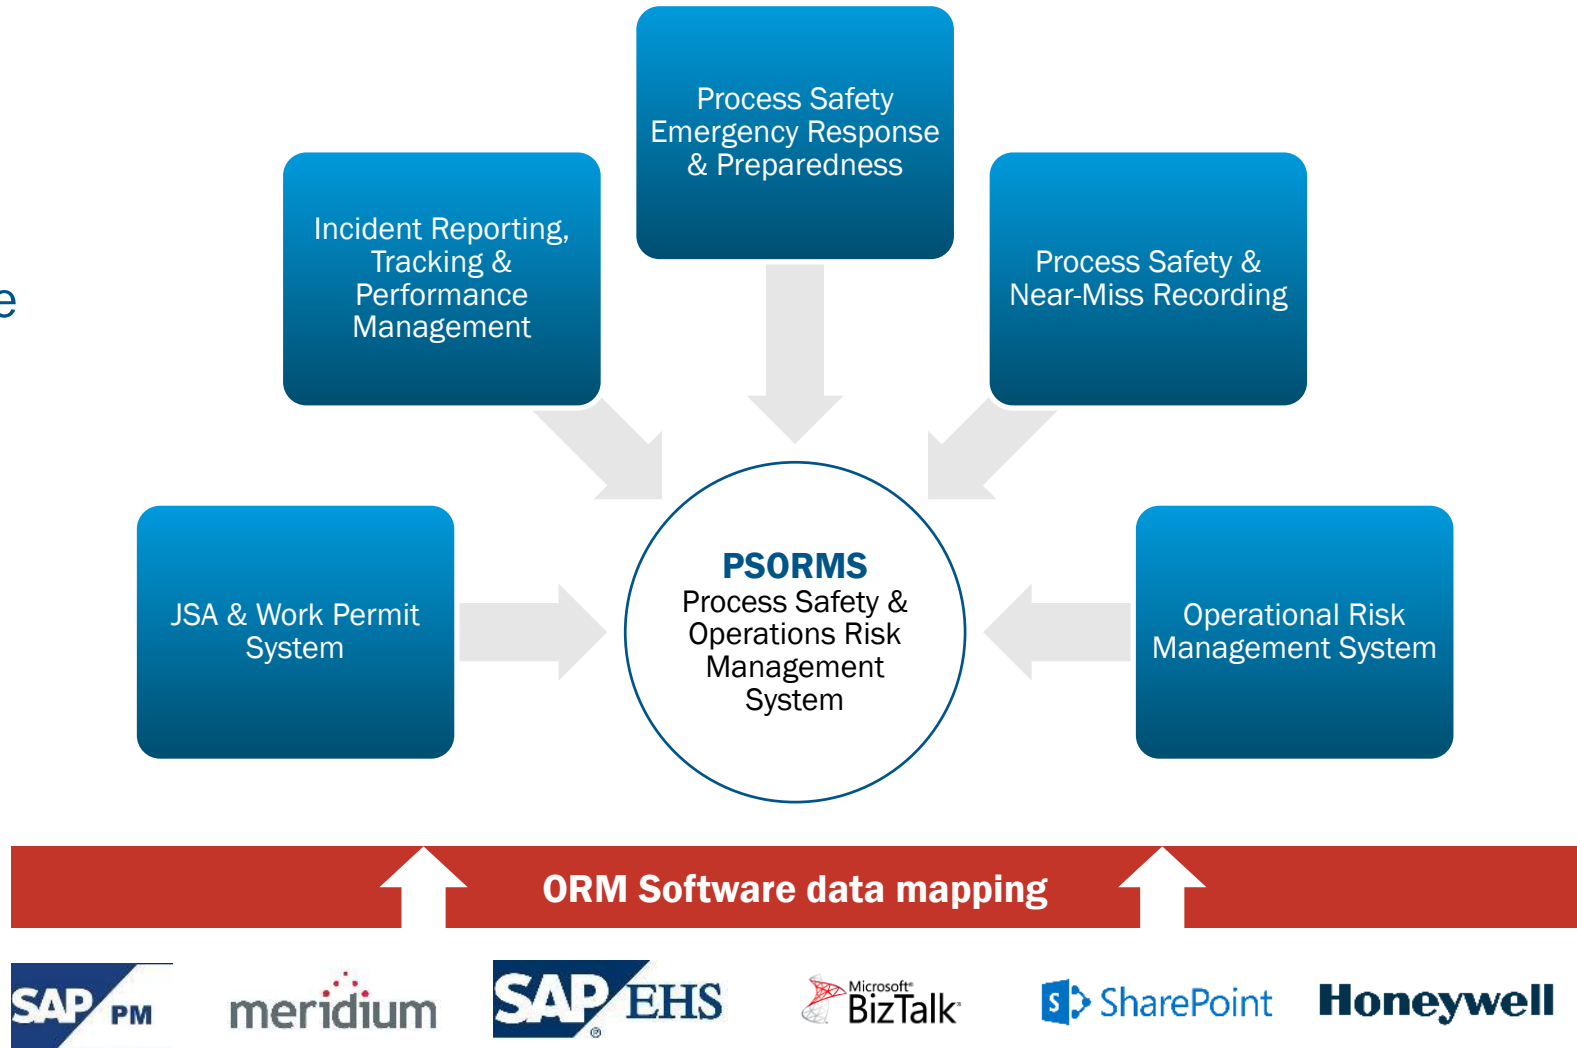 Process Safety
Emergency Response
& Preparedness
Incident Reporting,
Tracking &
Performance
Management
Process Safety &
Near-Miss Recording
e
JSA & Work Permit
System
PSORMS
Process Safety &
Operations Risk
Management
System
Operational Risk
Management System
ORM Software data mapping
SAP PM
meridium
SAP EHS
®
Microsoft®
BizTalk
S SharePoint
Honeywell